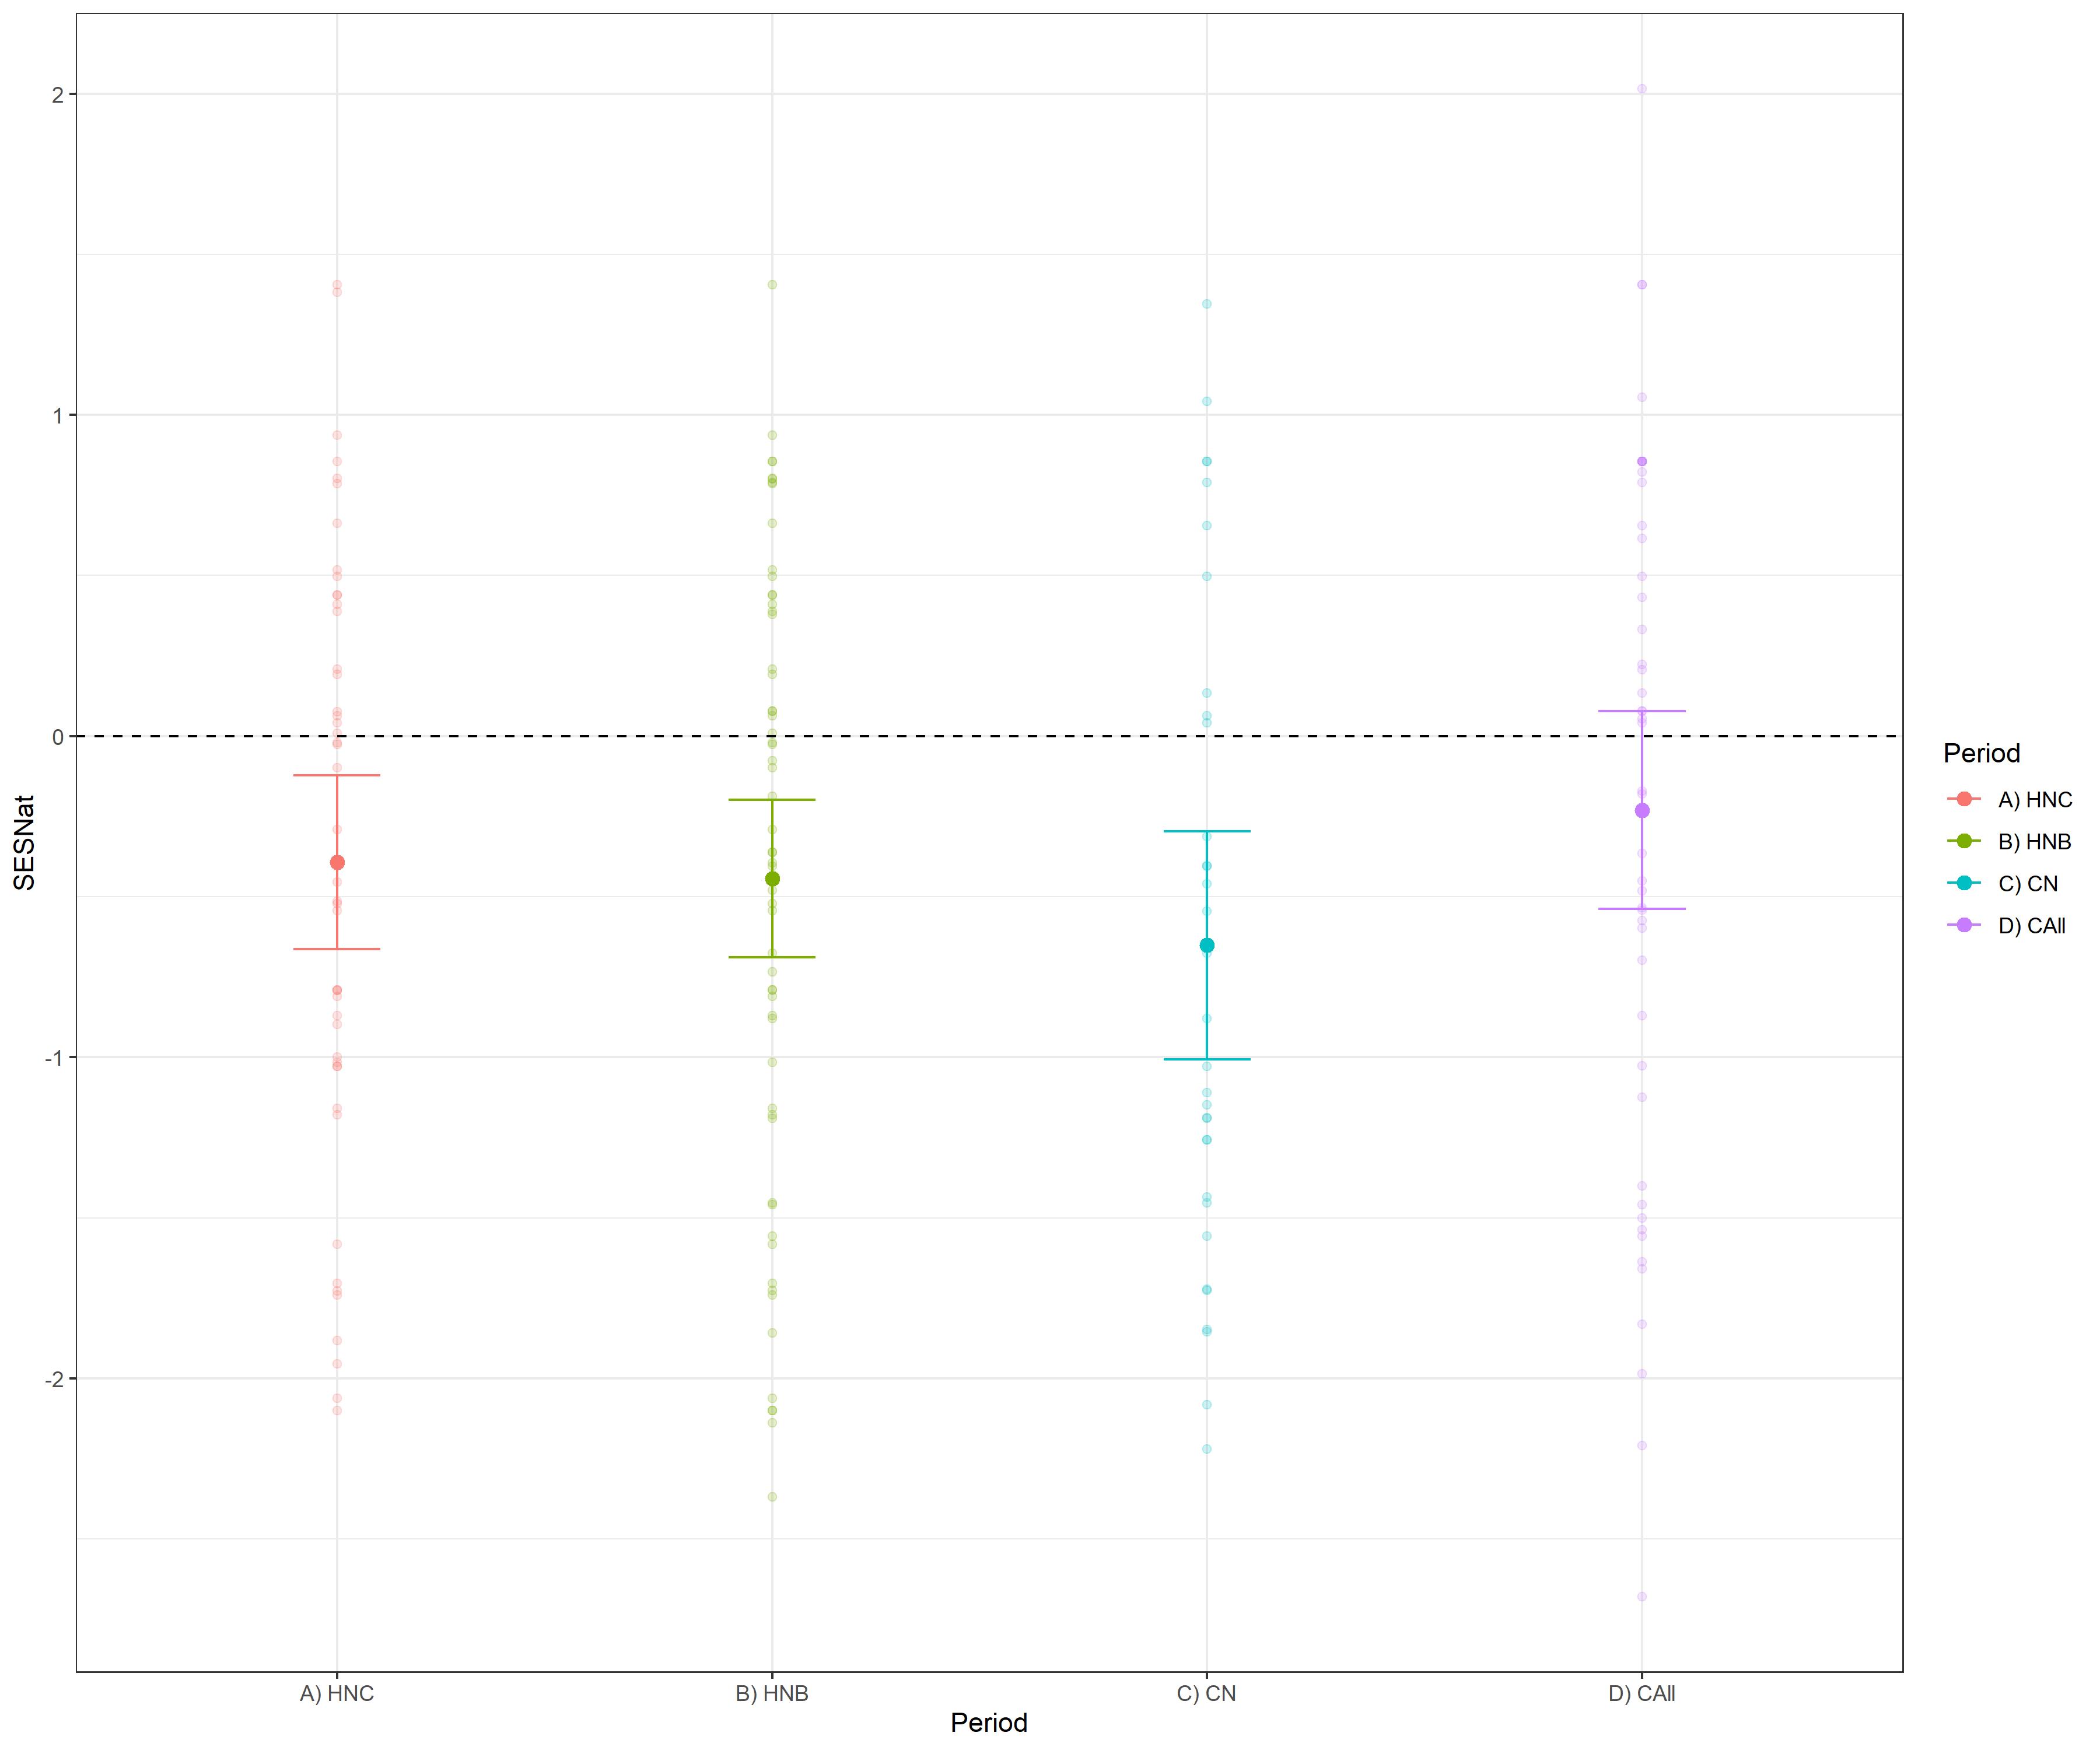 SESNat
2
1
0
-1
-2
A) HNC
B) HNB
C) CN
D) CAll
Period
Period
A) HNC
B) HNB
C) CN
D) CAll